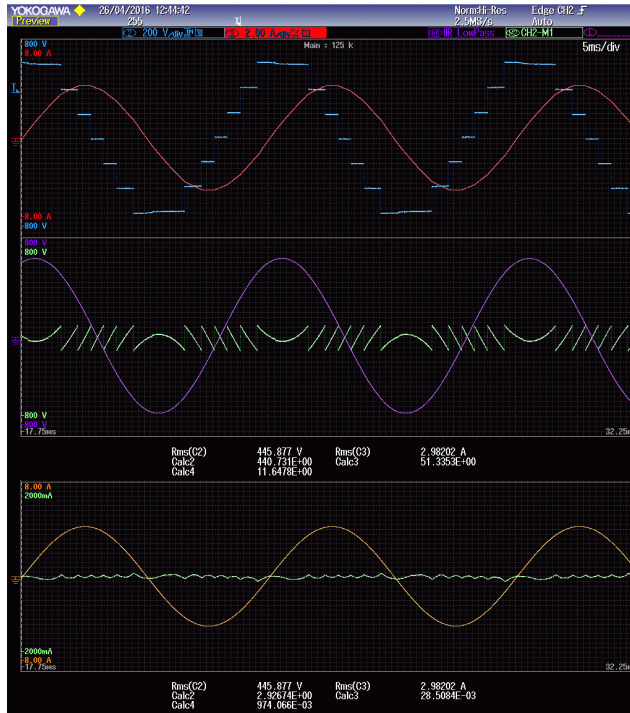 YOKOGAWA 26/04/2016 12:44:42 Norm:Hi-Res Edge CH2
Preview 255 2.5MS/s Auto
200 V/div 2.00 A/div IIR LowPass CH2-M1
Main : 125 k 5ms/div
800 V
8.00 A
-8.00 A
-800 V
800 V
800 V
-800 V
-800 V
-17.75ms 32.25m
Rms(C2) 445.877 V Rms(C3) 2.98202 A
Calc2 440.731E+00 Calc3 51.3353E+00
Calc4 11.6478E+00
8.00 A
2000mA
-2000mA
-8.00 A
-17.75ms 32.25m
Rms(C2) 445.877 V Rms(C3) 2.98202 A
Calc2 2.92674E+00 Calc3 28.5084E-03
Calc4 974.066E-03